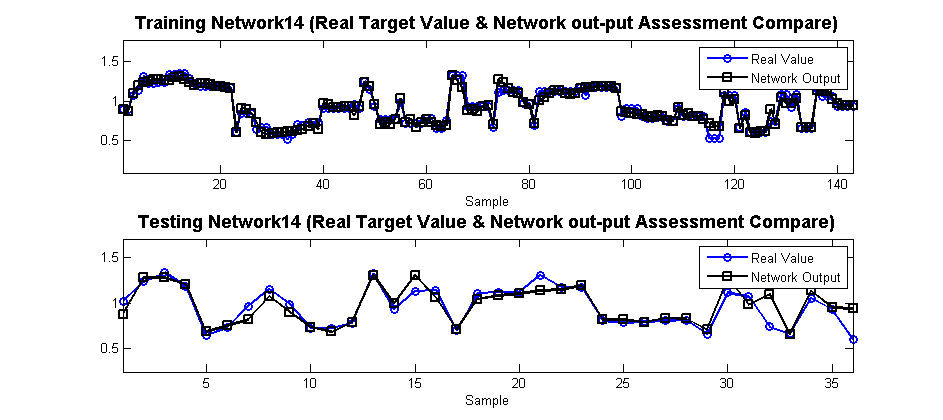 Training Network14 (Real Target Value & Network out-put Assessment Compare)
1.5
1
0.5
Real Value
Network Output
20 40 60 80 100 120 140
Sample
Testing Network14 (Real Target Value & Network out-put Assessment Compare)
1.5
1
0.5
Real Value
Network Output
5 10 15 20 25 30 35
Sample